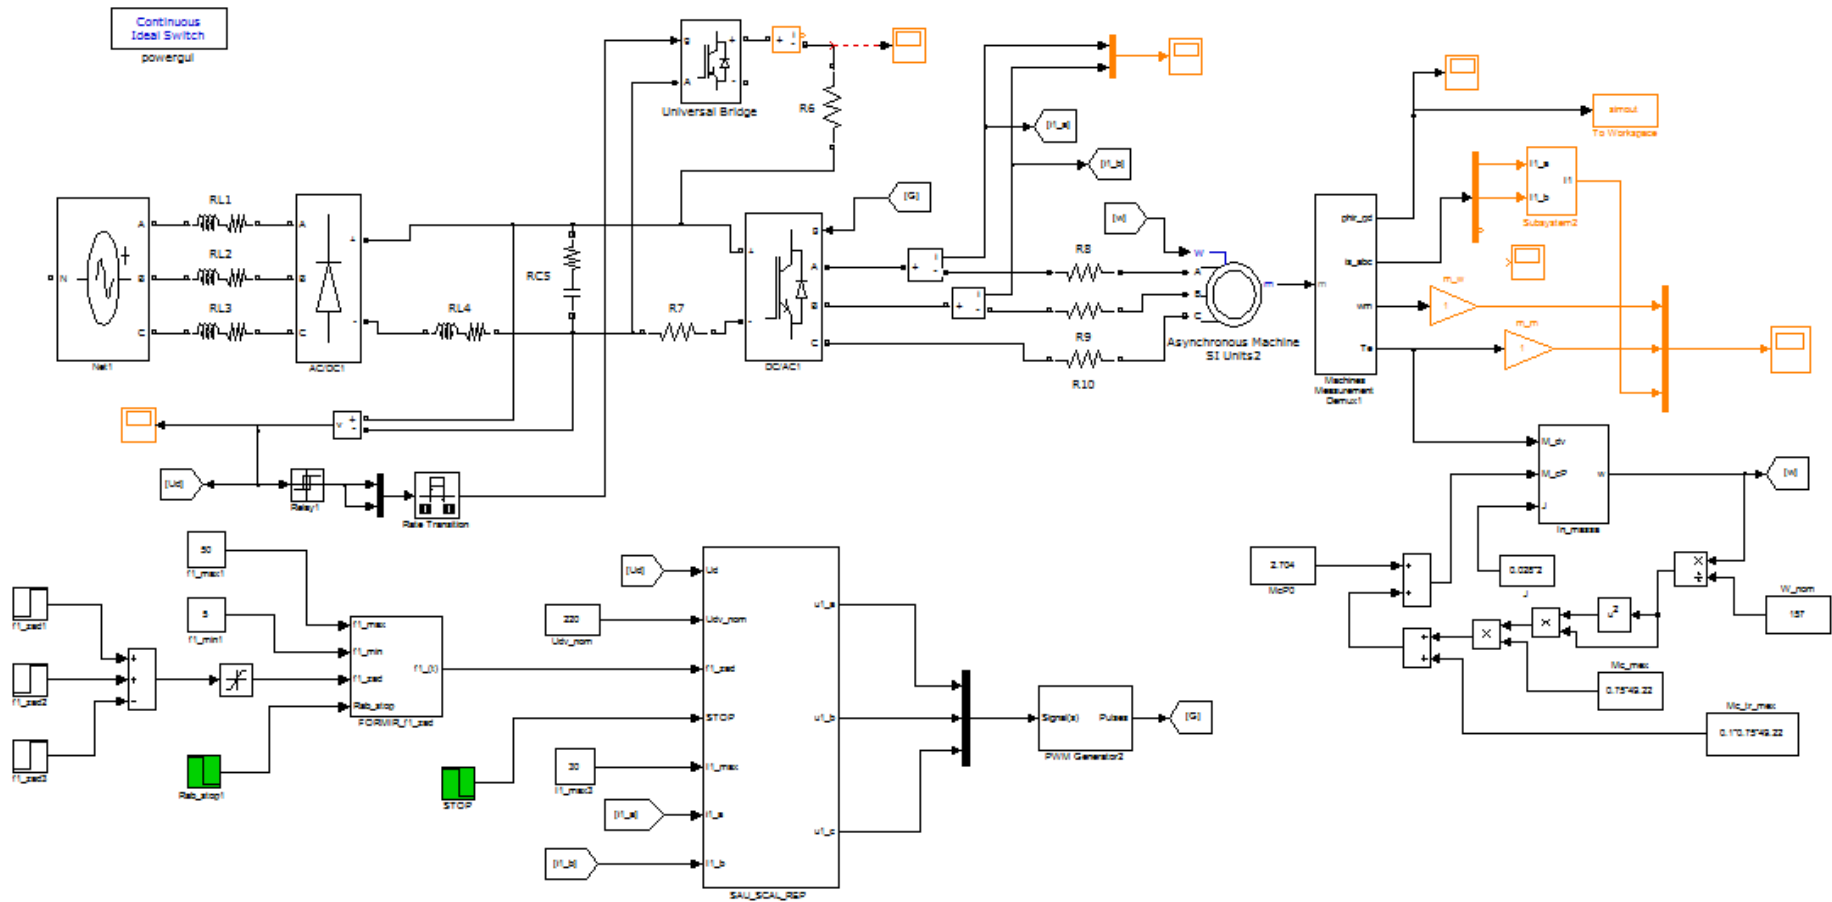 Continuous
Ideal Switch
powergui
g
A
+
-
Universal Bridge
+
-
i
R6
[i1_a]
[i1_b]
[G]
simout
To Workspace
RL1
RL2
RL3
N
A
B
C
Net1
A
B
C
+
-
AC/DC1
RL4
RC5
R7
+
-
g
A
B
C
DC/AC1
+
-
i
+
-
i
R8
R9
R10
[w]
w
A
B
C
m
Asynchronous Machine
SI Units2
m
phir_qd
is_abc
wm
Te
Machines
Measurement
Demux1
I1_a
I1_b
I1
Subsystem2
m_w
m_m
v
+
-
[Ud]
Relay1
Rate Transition
M_dv
M_cP
J
w
in_massa
[w]
2.704
McP0
0.028*2
J
W_nom
157
u²
Mc_max
0.75*49.22
Mc_lr_max
0.1*0.75*49.22
50
f1_max1
5
f1_min1
f1_zad1
f1_zad2
f1_zad3
+
+
-
f1_max
f1_min
f1_zad
Rab_stop
f1_(t)
FORMIR_f1_zad
Rab_stop1
STOP
[Ud]
220
Udv_nom
I1_max3
[i1_a]
[i1_b]
Ud
Udv_nom
f1_zad
STOP
I1_max
i1_a
i1_b
u1_a
u1_b
u1_c
SAU_SCAL_REP
Signal(s)
Pulses
PWM Generator2
[G]